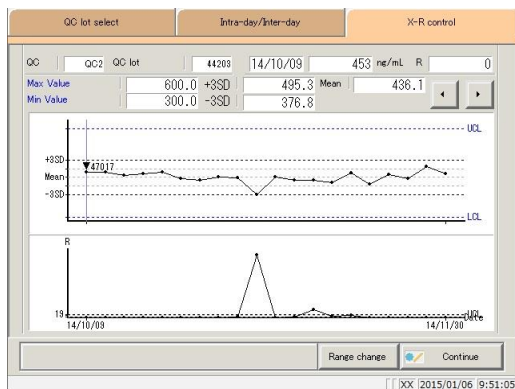 QC lot select Intra-day/Inter-day X-R control
QC QC2 QC lot 44203 14/10/09 453 ng/mL R 0
Max Value 600.0 +3SD 495.3 Mean 436.1
Min Value 300.0 -3SD 376.8
UCL
+3SD
47017
Mean
-3SD
LCL
R
19
UCL
Date
14/10/09 14/11/30
Range change Continue
XX 2015/01/06 9:51:05